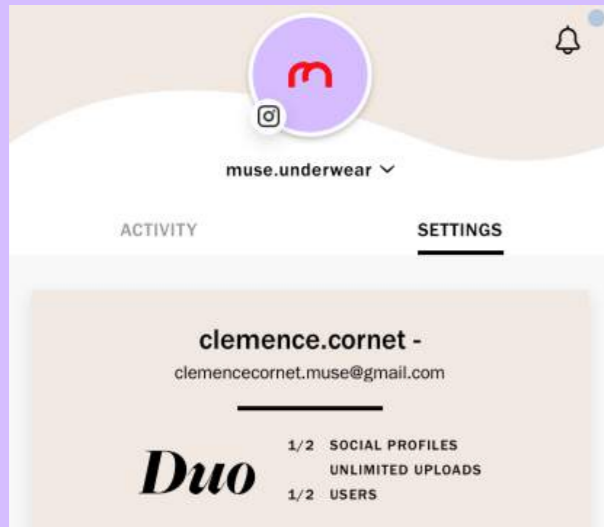 m
muse.underwear
ACTIVITY SETTINGS
clemence.cornet -
clemencecornet.muse@gmail.com
Duo
1/2 SOCIAL PROFILES
UNLIMITED UPLOADS
1/2 USERS